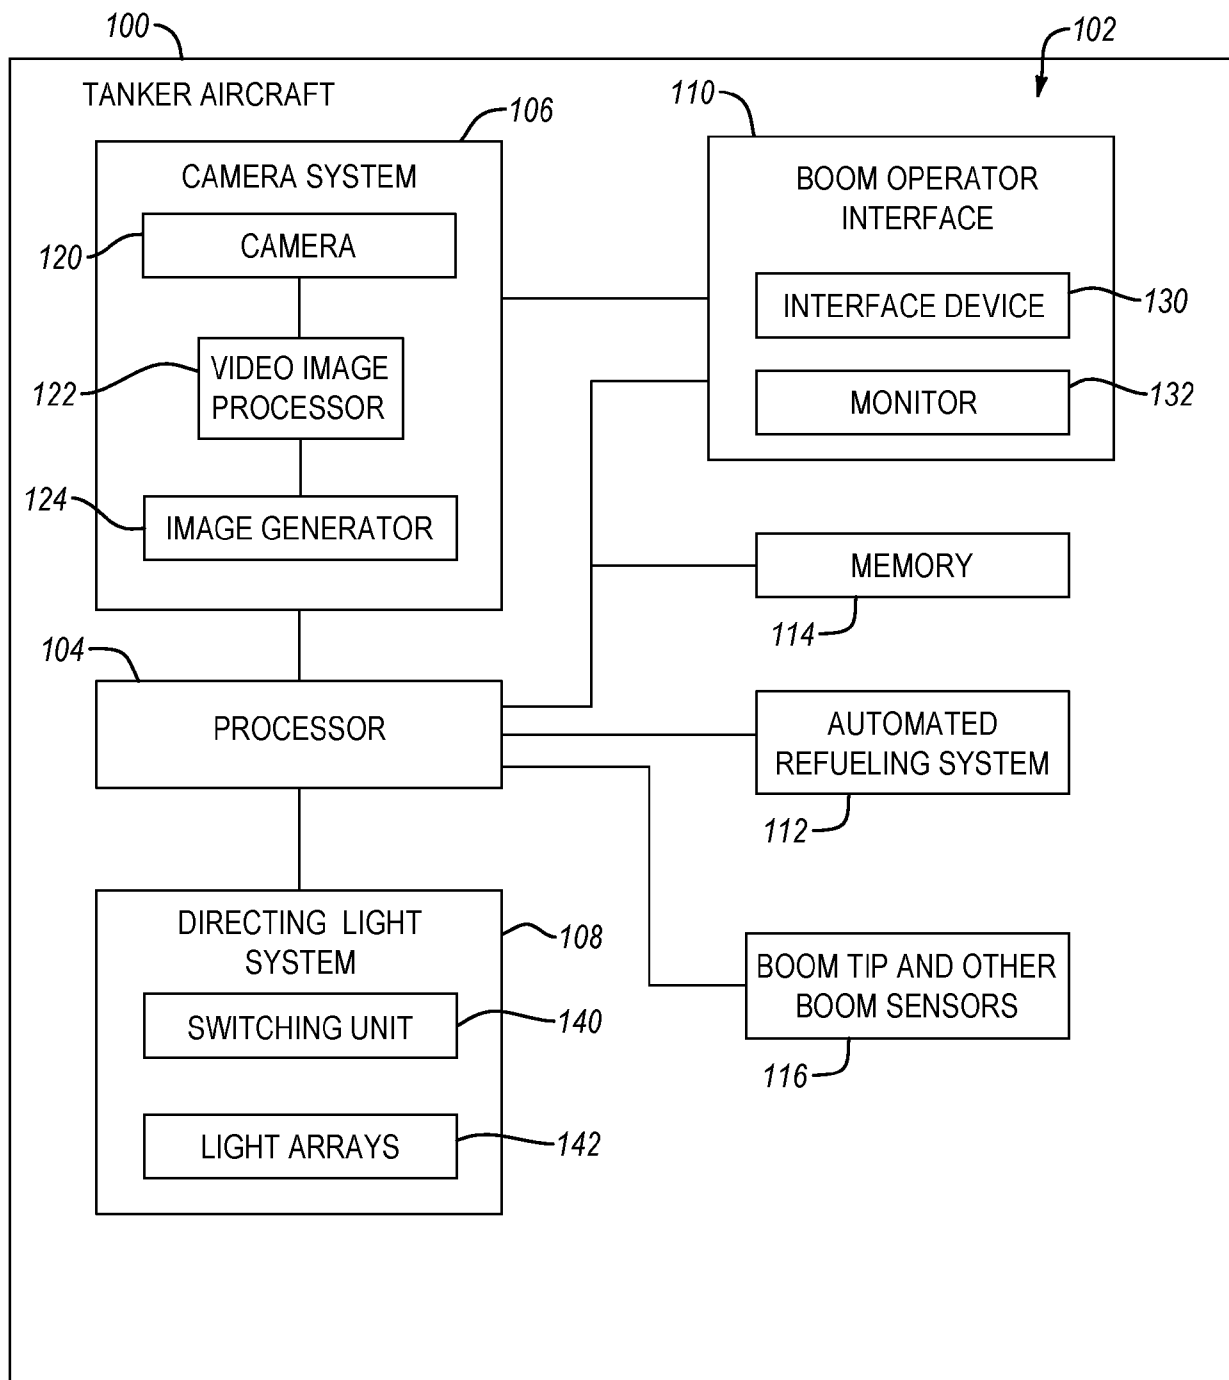 100
102
TANKER AIRCRAFT
106
CAMERA SYSTEM
CAMERA
120
VIDEO IMAGE
PROCESSOR
122
124
IMAGE GENERATOR
110
BOOM OPERATOR
INTERFACE
INTERFACE DEVICE
130
MONITOR
132
MEMORY
114
104
PROCESSOR
AUTOMATED
REFUELING SYSTEM
112
DIRECTING LIGHT
SYSTEM
108
SWITCHING UNIT
140
LIGHT ARRAYS
142
BOOM TIP AND OTHER
BOOM SENSORS
116